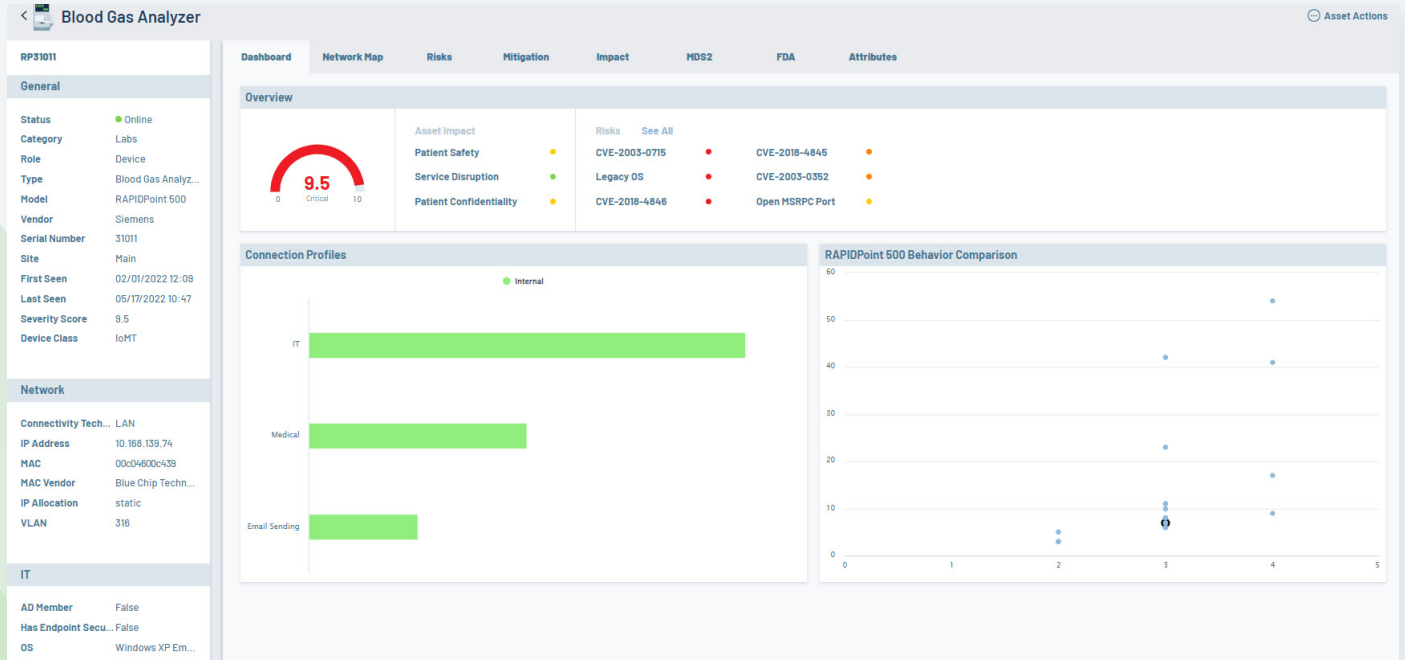 Blood Gas Analyzer
Asset Actions
RP31011
General
Status Online
Category Labs
Role Device
Type Blood Gas Analyz...
Model RAPIDPoint 500
Vendor Siemens
Serial Number 31011
Site Main
First Seen 02/01/2022 12:09
Last Seen 05/17/2022 10:47
Severity Score 9.5
Device Class IoMT
Network
Connectivity Tech... LAN
IP Address 10.168.139.74
MAC 00c04600c439
MAC Vendor Blue Chip Techn...
IP Allocation static
VLAN 316
IT
AD Member False
Has Endpoint Secu... False
OS Windows XP Em...
Dashboard Network Map Risks Mitigation Impact MDS2 FDA Attributes
Overview
9.5
0 Critical 10
Asset Impact
Patient Safety
Service Disruption
Patient Confidentiality
Risks See All
CVE-2003-0715 CVE-2018-4845
Legacy OS CVE-2003-0352
CVE-2018-4846 Open MSRPC Port
Connection Profiles
Internal
IT
Medical
Email Sending
RAPIDPoint 500 Behavior Comparison
60
50
40
30
20
10
0
0 1 2 3 4 5